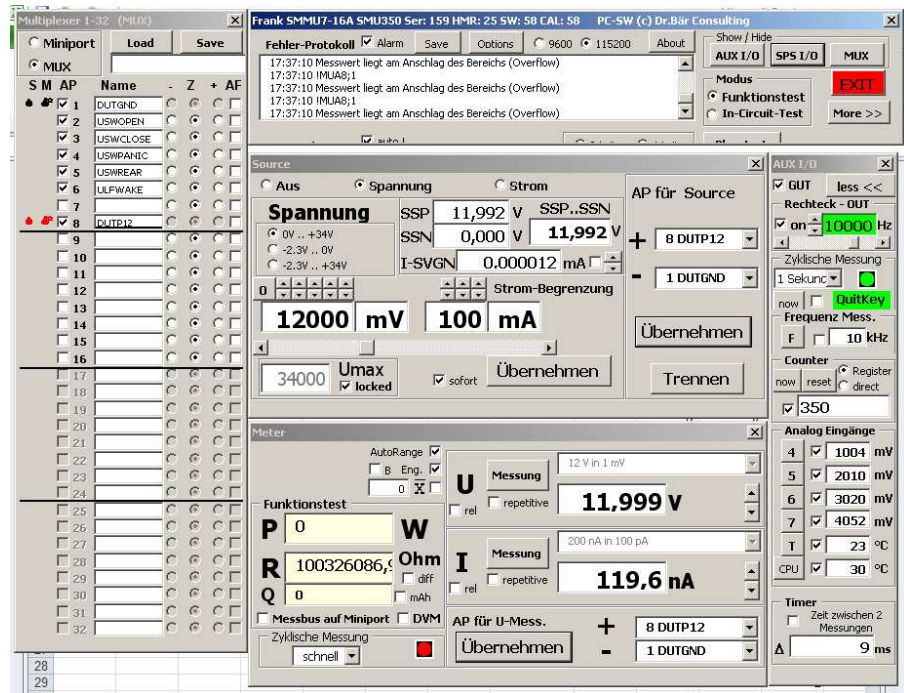 Multiplexer 1-32 (MUX)
Miniport Load Save
MUX
S M AP Name - Z + AF
1 DUTGND
2 USWOPEN
3 USWCLOSE
4 USWPANIC
5 USWREAR
6 ULFWAKE
7
8 DUTP12
9
10
11
12
13
14
15
16
17
18
19
20
21
22
23
24
25
26
27
28
29
30
31
32
28
29
Frank SMMU7-16A SMU350 Ser: 159 HMR: 25 SW: 58 CAL: 58 PC-SW (c) Dr.Bär Consulting
Fehler-Protokoll Alarm Save Options 9600 115200 About
17:37:10 Messwert liegt am Anschlag des Bereichs (Overflow)
17:37:10 !MUA8;1
17:37:10 Messwert liegt am Anschlag des Bereichs (Overflow)
17:37:10 !MUA8;1
17:37:10 Messwert liegt am Anschlag des Bereichs (Overflow)
Show / Hide
AUX I/O SPS I/O MUX
Modus
Funktionstest
In-Circuit-Test
EXIT
More >>
Source
Aus Spannung Strom
Spannung
0V .. +34V
-2.3V .. 0V
-2.3V .. +34V
SSP 11,992 V SSP..SSN
SSN 0,000 V 11,992 V
I-SVGN 0.000012 mA
0 Strom-Begrenzung
12000 mV 100 mA
34000 Umax
locked
sofort Übernehmen
AP für Source
+ 8 DUTP12
- 1 DUTGND
Übernehmen
Trennen
Meter
AutoRange
B Eng.
0 X
Funktionstest
P 0 W
R 100326086, Ohm
diff
Q 0 mAh
Messbus auf Miniport DVM
Zyklische Messung
schnell
U Messung 12 V in 1 mV
rel repetitive 11,999 V
I Messung 200 nA in 100 pA
rel repetitive 119,6 nA
AP für U-Mess. + 8 DUTP12
Übernehmen - 1 DUTGND
AUX I/O
GUT less <<
Rechteck - OUT
on 10000 Hz
Zyklische Messung
1 Sekunc
now QuitKey
Frequenz Mess.
F 10 kHz
Counter
now reset Register
direct
350
Analog Eingänge
4 1004 mV
5 2010 mV
6 3020 mV
7 4052 mV
T 23 °C
CPU 30 °C
Timer
Zeit zwischen 2
Messungen
Δ 9 ms